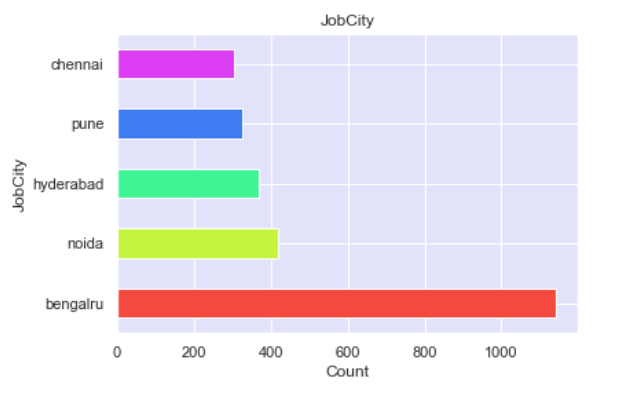 JobCity
chennai
pune
hyderabad
noida
bengalru
JobCity
0 200 400 600 800 1000
Count